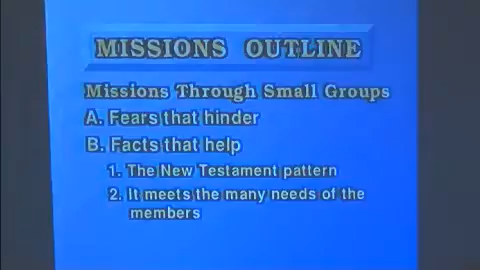 MISSIONS OUTLINE
Missions Through Small Groups
A. Fears that hinder
B. Facts that help
1. The New Testament pattern
2. It meets the many needs of the
members